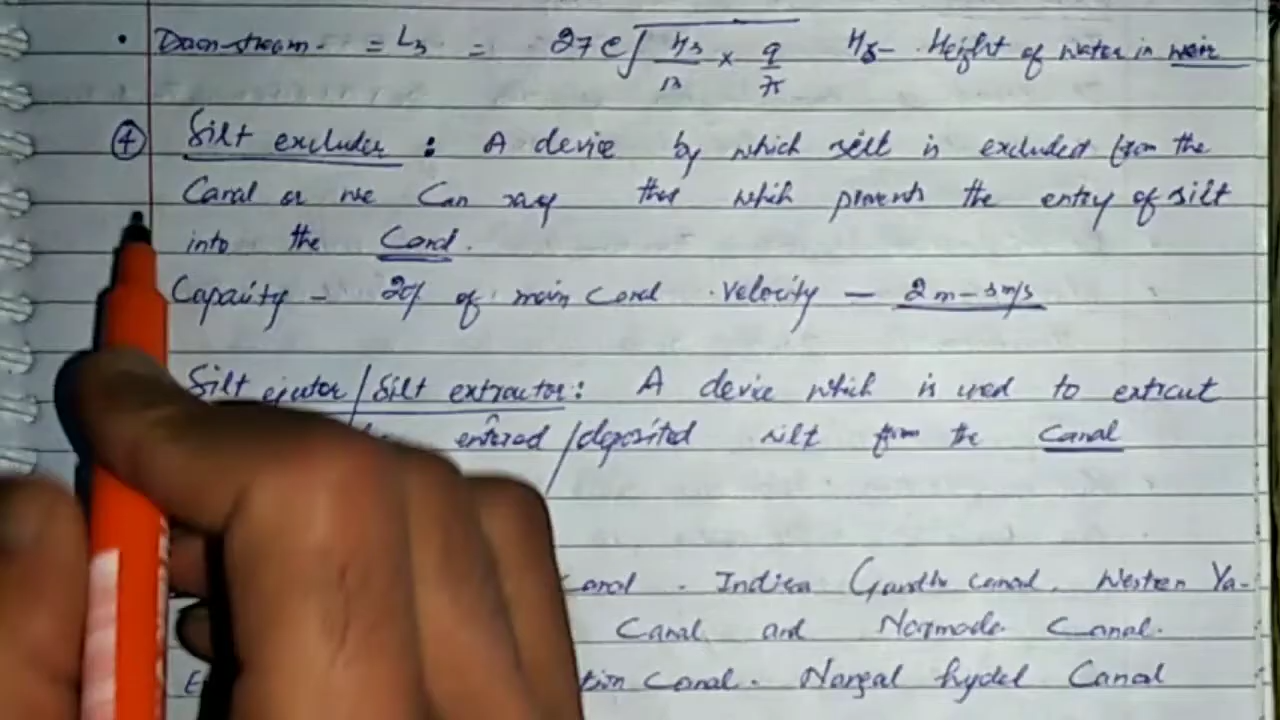 • Down-stream = L3 = 27 C √ Hs/13 × q/75 Hs - Height of water in weir
④ Silt excluder : A device by which silt is excluded from the
Canal or we Can say that which prevents the entry of silt
into the Canal.
Capacity - 20% of main Canal . velocity - 2m - 3m/s
Silt ejector / Silt extractor : A device which is used to extract
entered / deposited silt from the Canal
Canal . Indira Gandhi canal . Western Ya-
Canal and Narmada Canal.
Canal . Nangal hydel Canal